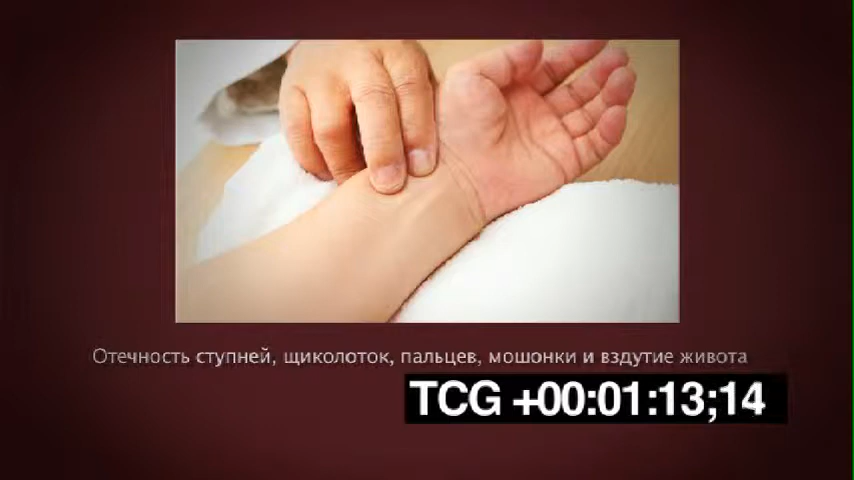 Отечность ступней, щиколоток, пальцев, мошонки и вздутие живота
TCG +00:01:13;14